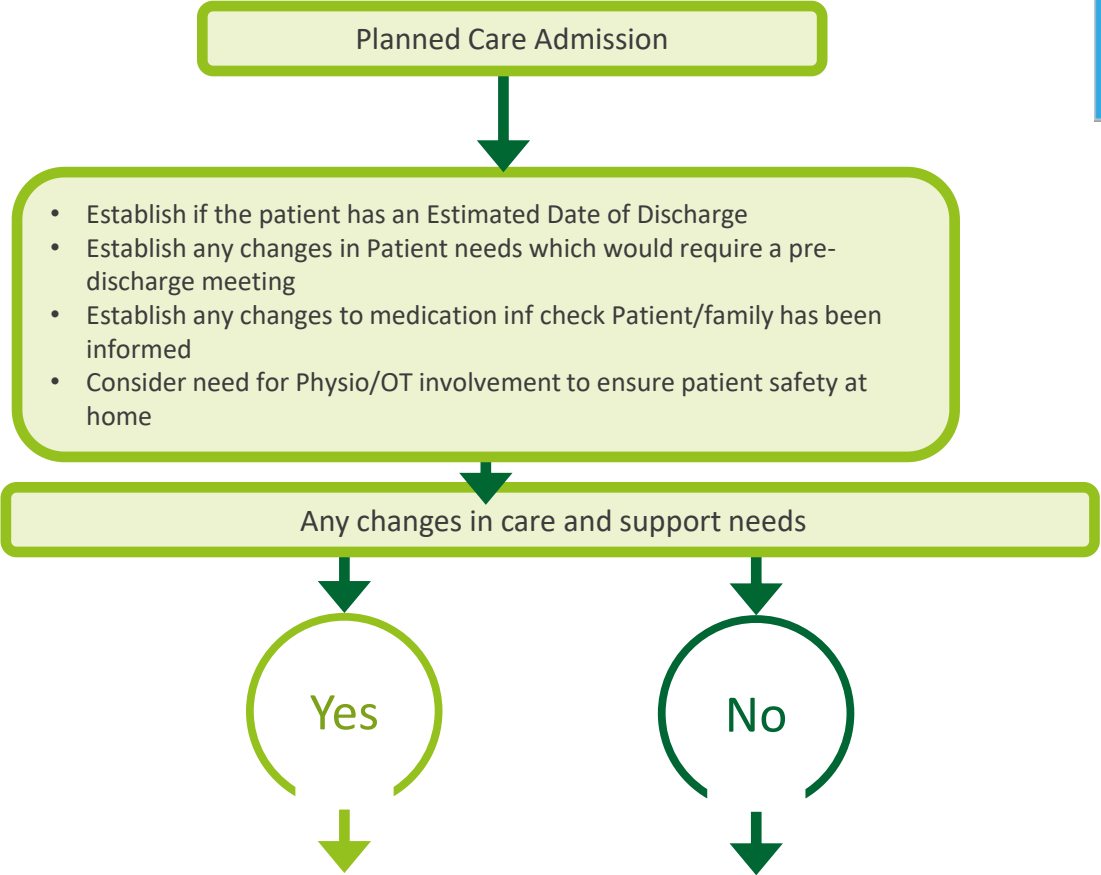 Planned Care Admission
• Establish if the patient has an Estimated Date of Discharge
• Establish any changes in Patient needs which would require a pre-
discharge meeting
• Establish any changes to medication inf check Patient/family has been
informed
• Consider need for Physio/OT involvement to ensure patient safety at
home
Any changes in care and support needs
Yes
No